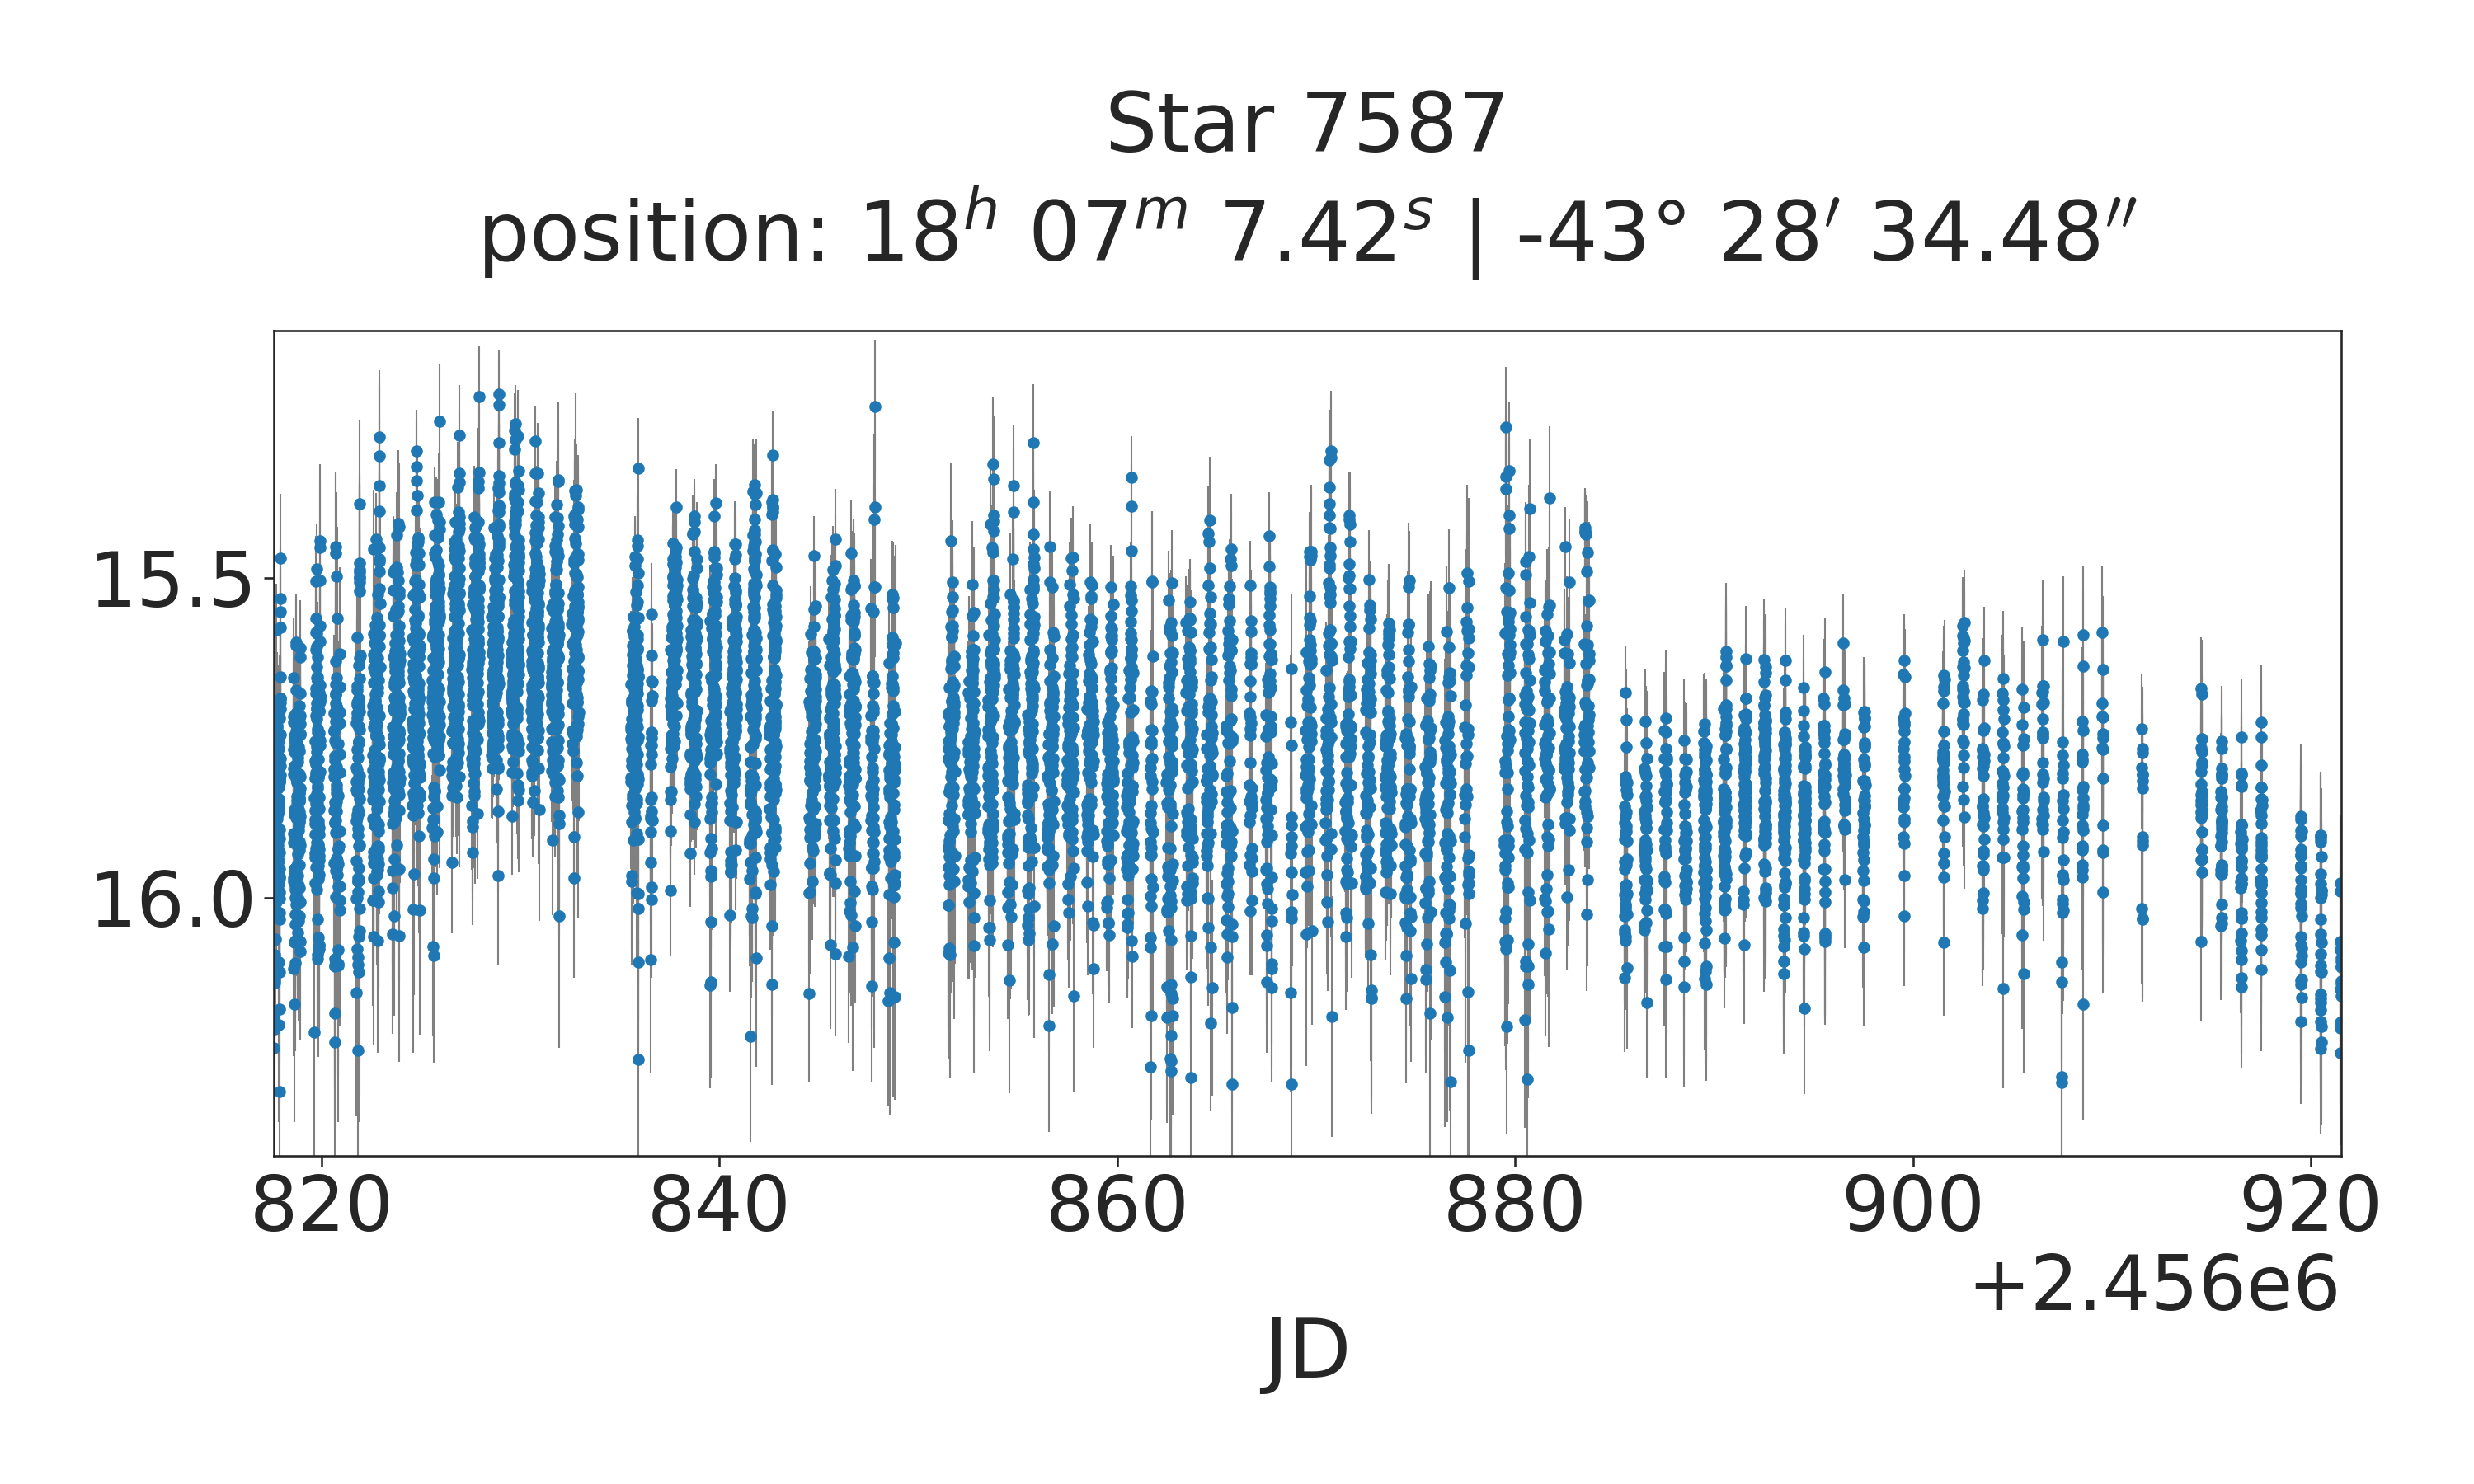 Star 7587
position: 18ʰ 07ᵐ 7.42ˢ | -43° 28′ 34.48″
15.5
16.0
820 840 860 880 900 920
+2.456e6
JD